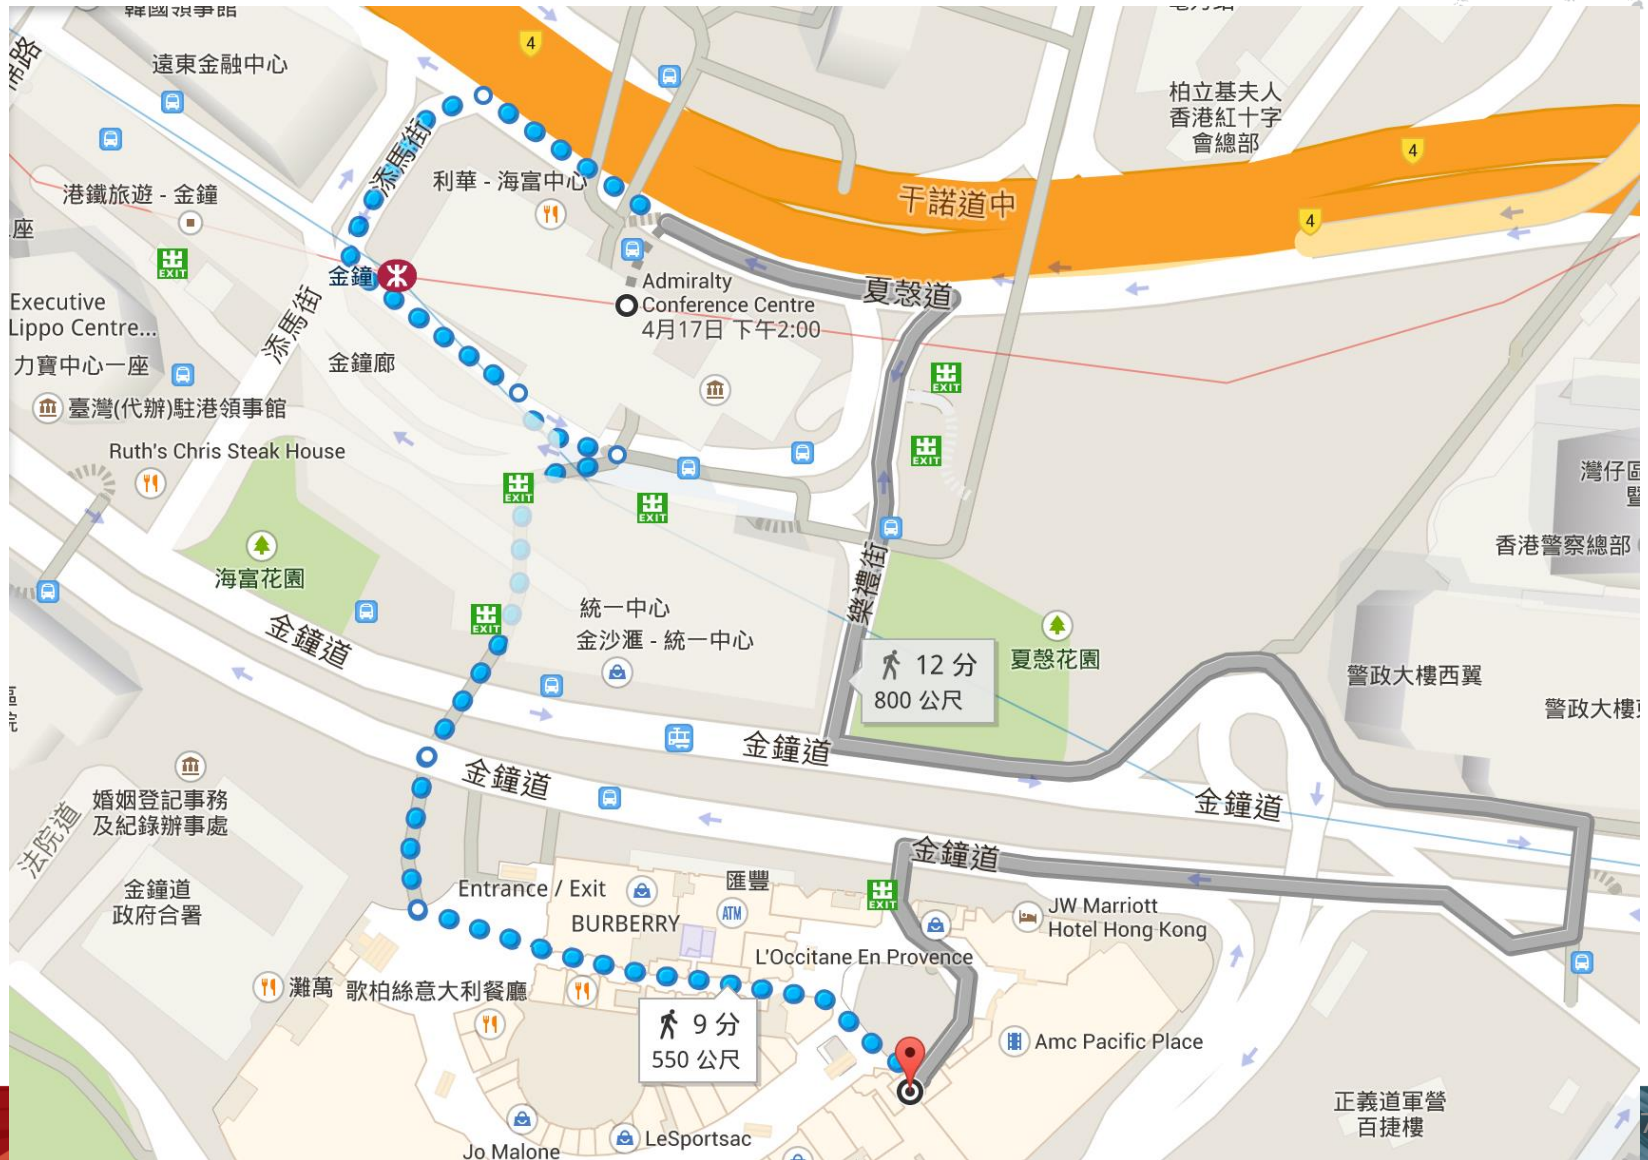 韓國領事館
4
遠東金融中心
柏立基夫人
香港紅十字
會總部
4
添馬街
利華 - 海富中心
港鐵旅遊 - 金鐘
干諾道中
4
座
EXIT
金鐘
Admiralty
Conference Centre
4月17日 下午2:00
夏慤道
Executive
Lippo Centre...
添馬街
力寶中心一座
金鐘廊
EXIT
臺灣(代辦)駐港領事館
Ruth's Chris Steak House
EXIT
灣仔區
EXIT
EXIT
香港警察總部
海富花園
樂禮街
統一中心
金沙滙 - 統一中心
EXIT
金鐘道
夏慤花園
12 分
800 公尺
警政大樓西翼
警政大樓
金鐘道
金鐘道
金鐘道
婚姻登記事務
及紀錄辦事處
法院道
金鐘道
金鐘道
政府合署
Entrance / Exit
匯豐
BURBERRY
ATM
EXIT
JW Marriott
Hotel Hong Kong
L'Occitane En Provence
灘萬
歌柏絲意大利餐廳
9 分
550 公尺
Amc Pacific Place
正義道軍營
百捷樓
LeSportsac
Jo Malone